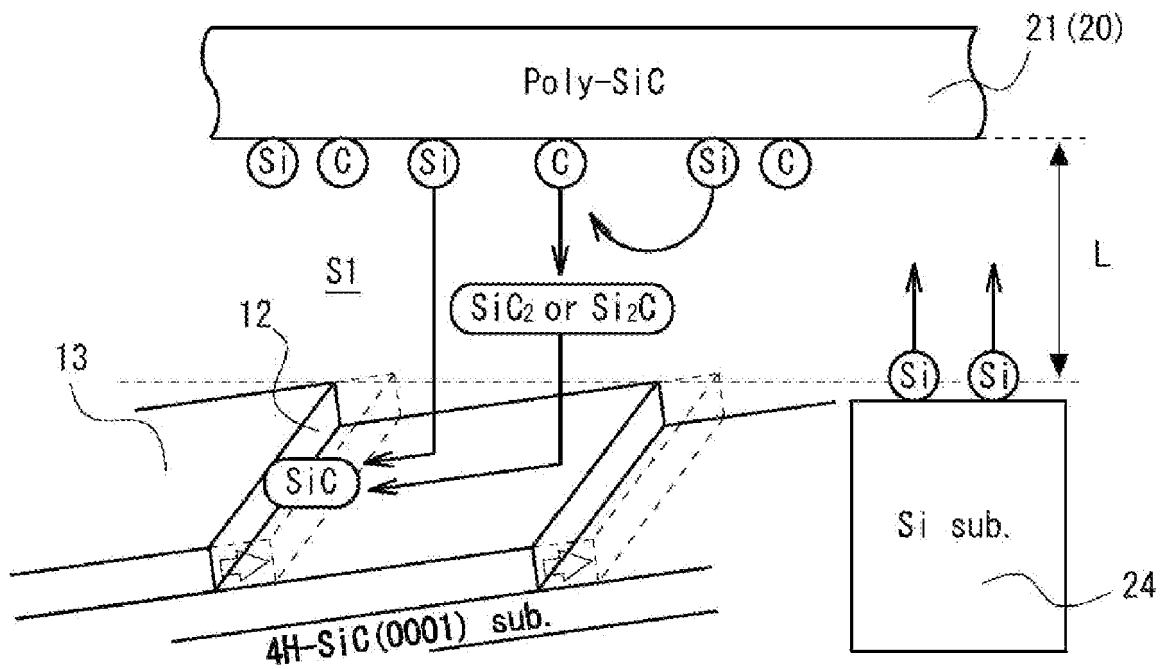 21(20)
Poly-SiC
Si C Si C Si C
L
S1
SiC₂ or Si₂C
12
13
Si Si
SiC
Si sub.
24
4H-SiC(0001) sub.